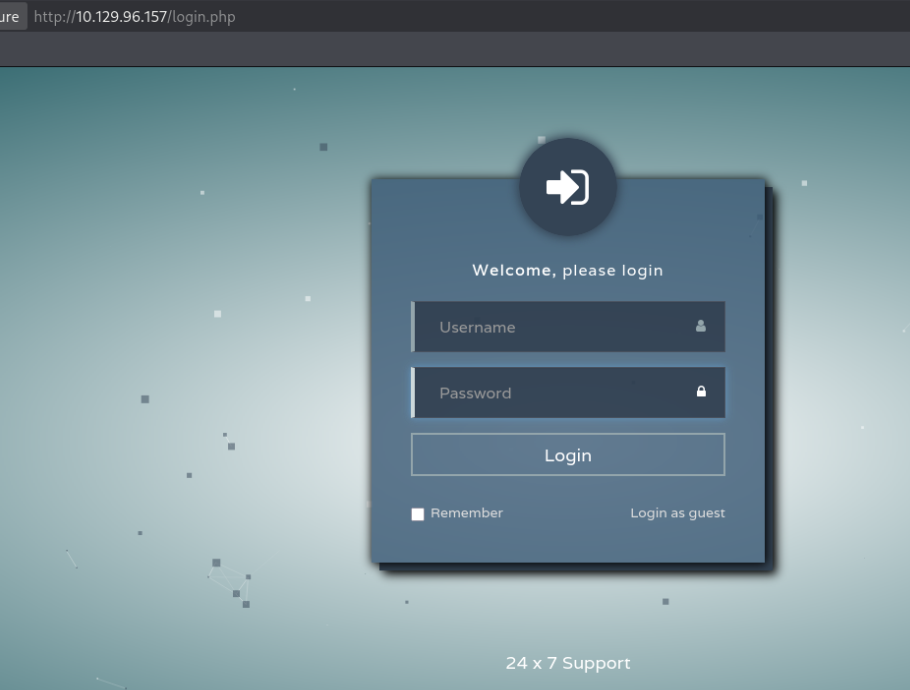 ure http://10.129.96.157/login.php
Welcome, please login
Username
Password
Login
Remember Login as guest
24 x 7 Support